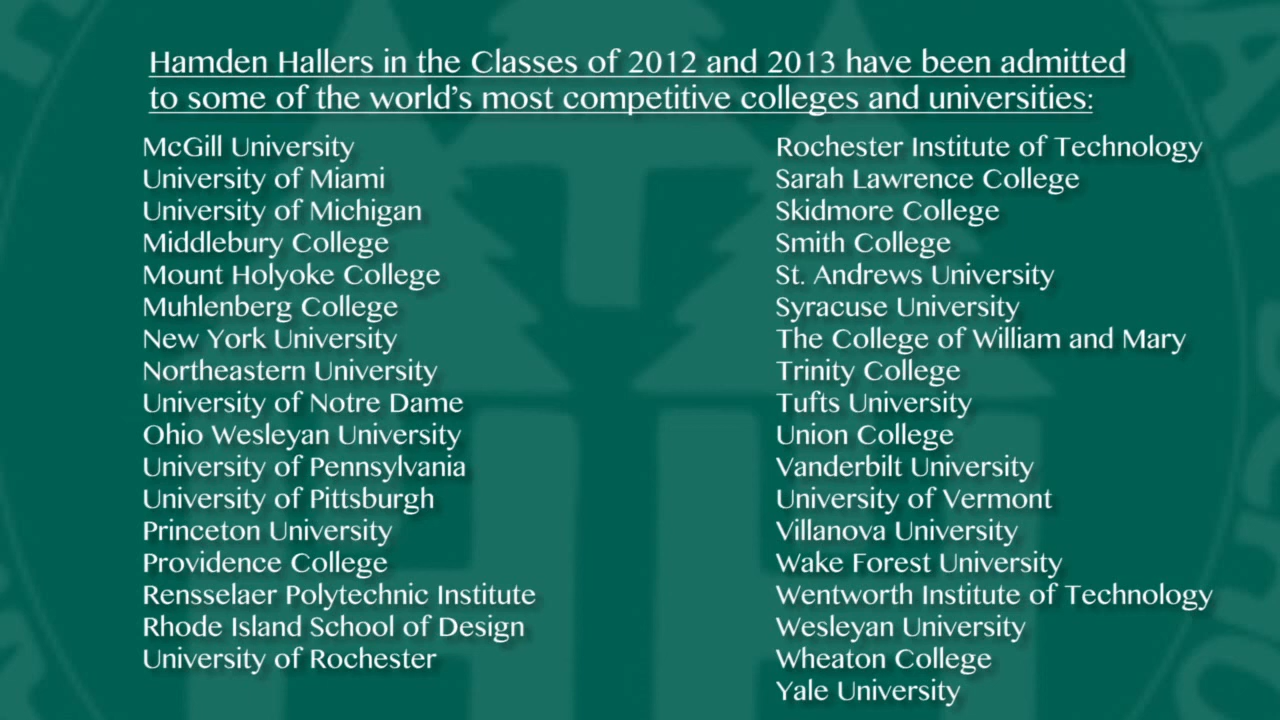 Hamden Hallers in the Classes of 2012 and 2013 have been admitted
to some of the world's most competitive colleges and universities:
McGill University
University of Miami
University of Michigan
Middlebury College
Mount Holyoke College
Muhlenberg College
New York University
Northeastern University
University of Notre Dame
Ohio Wesleyan University
University of Pennsylvania
University of Pittsburgh
Princeton University
Providence College
Rensselaer Polytechnic Institute
Rhode Island School of Design
University of Rochester
Rochester Institute of Technology
Sarah Lawrence College
Skidmore College
Smith College
St. Andrews University
Syracuse University
The College of William and Mary
Trinity College
Tufts University
Union College
Vanderbilt University
University of Vermont
Villanova University
Wake Forest University
Wentworth Institute of Technology
Wesleyan University
Wheaton College
Yale University